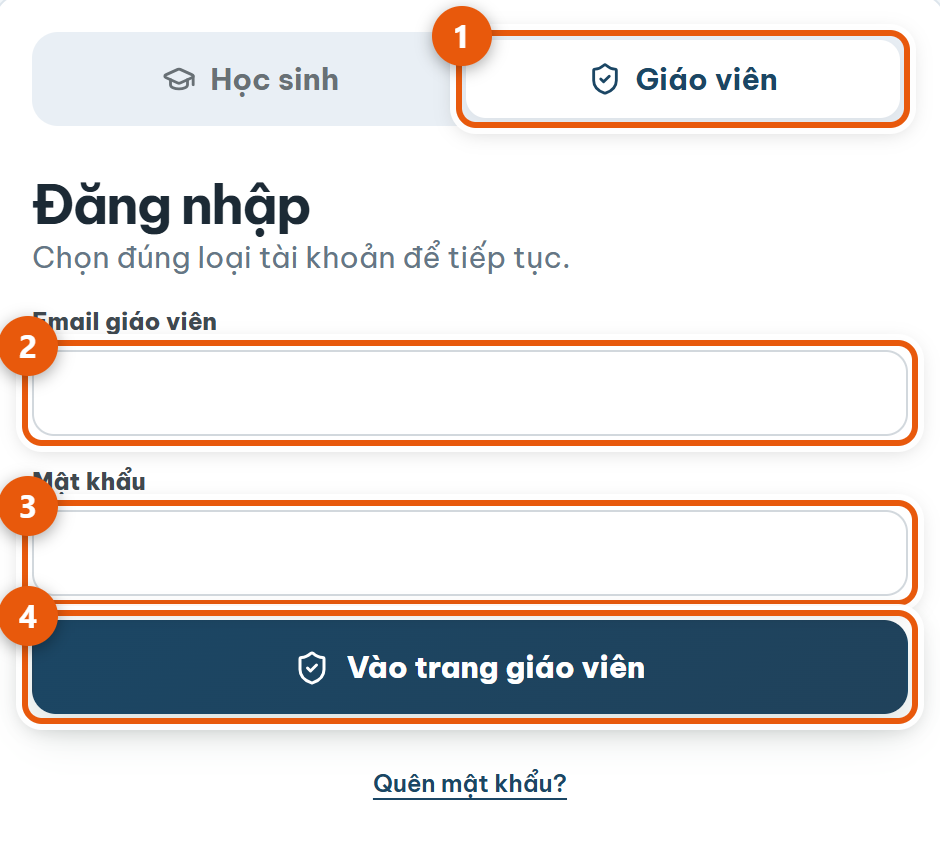 1
Học sinh
Giáo viên
Đăng nhập
Chọn đúng loại tài khoản để tiếp tục.
Email giáo viên
2
Mật khẩu
3
4
Vào trang giáo viên
Quên mật khẩu?